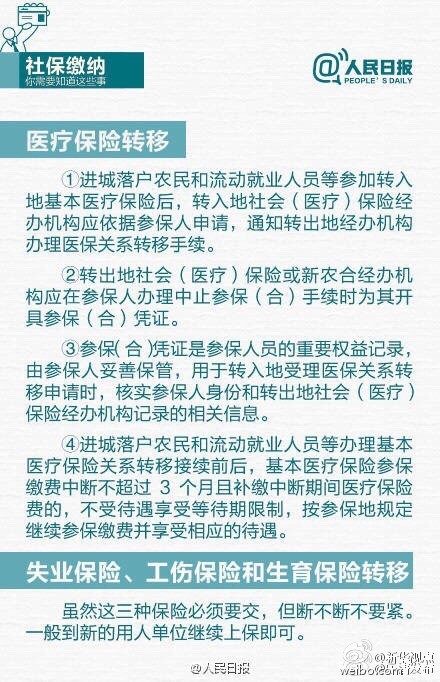 社保缴纳
你需要知道这些事
@人民日报
PEOPLE'S DAILY
医疗保险转移
①进城落户农民和流动就业人员等参加转入
地基本医疗保险后，转入地社会（医疗）保险经
办机构应依据参保人申请，通知转出地经办机构
办理医保关系转移手续。
②转出地社会（医疗）保险或新农合经办机
构应在参保人办理中止参保（合）手续时为其开
具参保（合）凭证。
③参保（合）凭证是参保人员的重要权益记录，
由参保人妥善保管，用于转入地受理医保关系转
移申请时，核实参保人身份和转出地社会（医疗）
保险经办机构记录的相关信息。
④进城落户农民和流动就业人员等办理基本
医疗保险关系转移接续前后，基本医疗保险参保
缴费中断不超过 3 个月且补缴中断期间医疗保险
费的，不受待遇享受等待期限制，按参保地规定
继续参保缴费并享受相应的待遇。
失业保险、工伤保险和生育保险转移
虽然这三种保险必须要交，但断不断不要紧。
一般到新的用人单位继续上保即可。
@人民日报
@新华视点
weibo.com